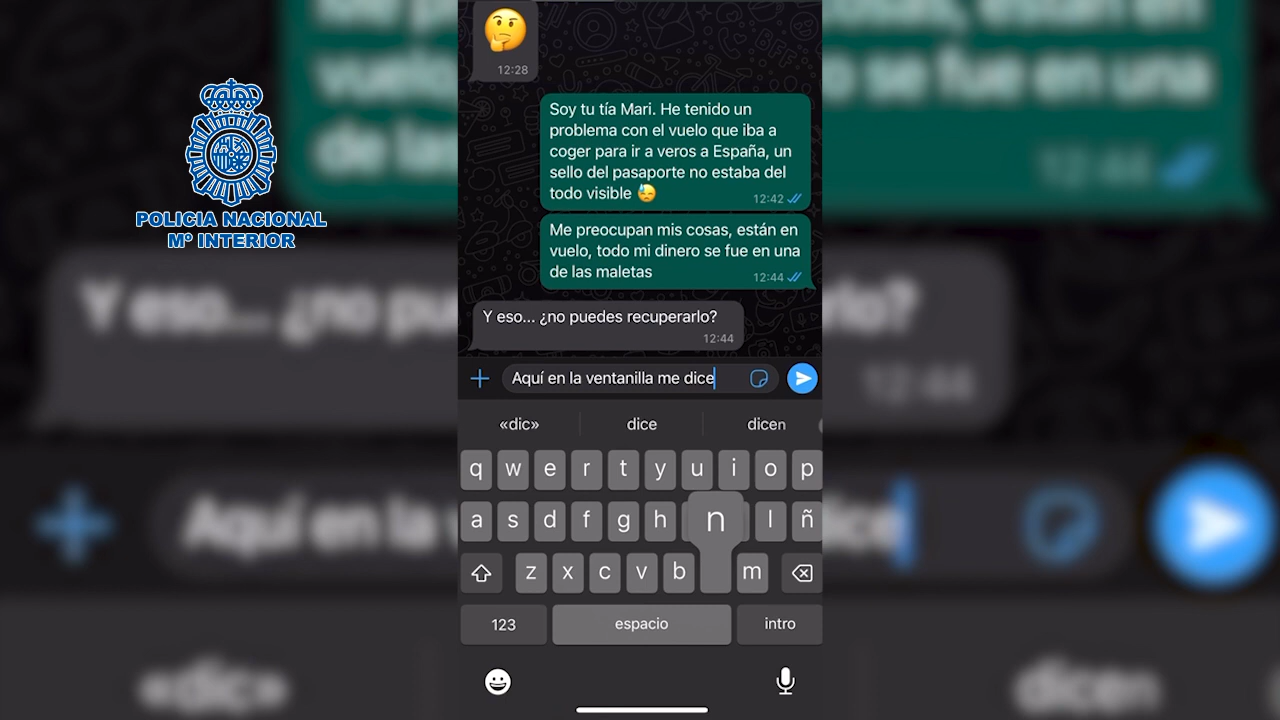 12:28
Soy tu tía Mari. He tenido un
problema con el vuelo que iba a
coger para ir a veros a España, un
sello del pasaporte no estaba del
todo visible 😓
12:42
Me preocupan mis cosas, están en
vuelo, todo mi dinero se fue en una
de las maletas
12:44
Y eso... ¿no puedes recuperarlo?
12:44
Aquí en la ventanilla me dice
«dic» dice dicen
q w e r t y u i o p
a s d f g h n l ñ
z x c v b m
123 espacio intro
POLICIA NACIONAL
Mº INTERIOR